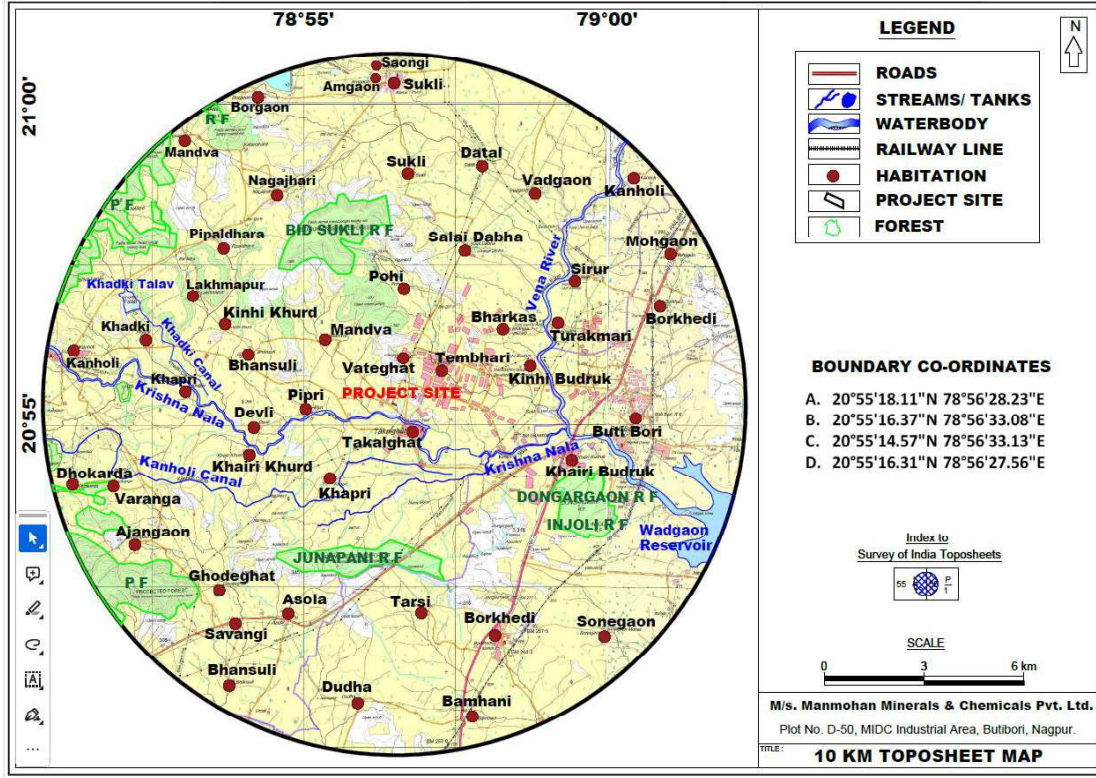 78°55'
79°00'
21°00'
20°55'
Saongi
Amgaon
Sukli
Borgaon
R F
Mandva
Sukli
Datal
Nagajhari
Vadgaon
Kanholi
P F
BID SUKLI R F
Pipaldhara
Salai Dabha
Mohgaon
Vena River
Pohi
Sirur
Khadki Talav
Lakhmapur
Kinhi Khurd
Mandva
Bharkas
Borkhedi
Turakmari
Khadki
Khadki Canal
Kanholi
Bhansuli
Vateghat
Tembhari
Kinhi Budruk
Khapri
PROJECT SITE
Krishna Nala
Pipri
Devli
Takalghat
Buti Bori
Khairi Khurd
Krishna Nala
Khairi Budruk
Kanholi Canal
Dhokarda
Varanga
Khapri
DONGARGAON R F
INJOLI R F
Wadgaon
Reservoir
Ajangaon
JUNAPANI R F
P F
PROTECTED FOREST
Ghodeghat
Asola
Tarsi
Savangi
Borkhedi
Sonegaon
Bhansuli
Dudha
Bamhani
LEGEND
N
ROADS
STREAMS/ TANKS
WATERBODY
RAILWAY LINE
HABITATION
PROJECT SITE
FOREST
BOUNDARY CO-ORDINATES
A. 20°55'18.11"N 78°56'28.23"E
B. 20°55'16.37"N 78°56'33.08"E
C. 20°55'14.57"N 78°56'33.13"E
D. 20°55'16.31"N 78°56'27.56"E
Index to
Survey of India Toposheets
55 P
1
SCALE
0 3 6 km
M/s. Manmohan Minerals & Chemicals Pvt. Ltd.
Plot No. D-50, MIDC Industrial Area, Butibori, Nagpur.
TITLE :
10 KM TOPOSHEET MAP